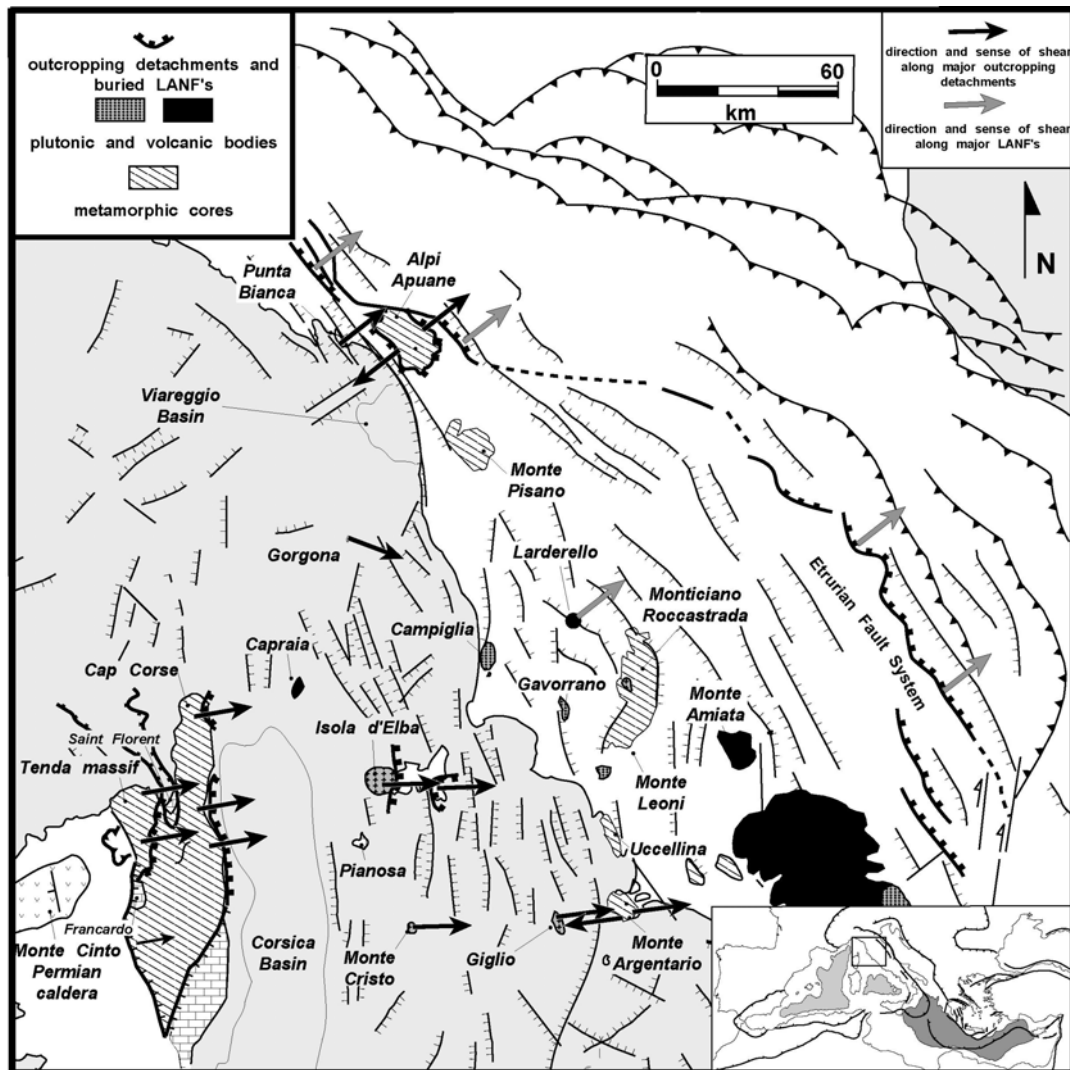 outcropping detachments and
buried LANF's
plutonic and volcanic bodies
metamorphic cores
0 60
km
direction and sense of shear
along major outcropping
detachments
direction and sense of shear
along major LANF's
N
Punta
Bianca
Alpi
Apuane
Viareggio
Basin
Monte
Pisano
Gorgona
Larderello
Monticiano
Roccastrada
Etrurian Fault System
Campiglia
Capraia
Cap Corse
Gavorrano
Monte
Amiata
Isola d'Elba
Saint Florent
Tenda massif
Monte
Leoni
Uccellina
Pianosa
Francardo
Monte Cinto
Permian
caldera
Corsica
Basin
Monte
Cristo
Giglio
Monte
Argentario